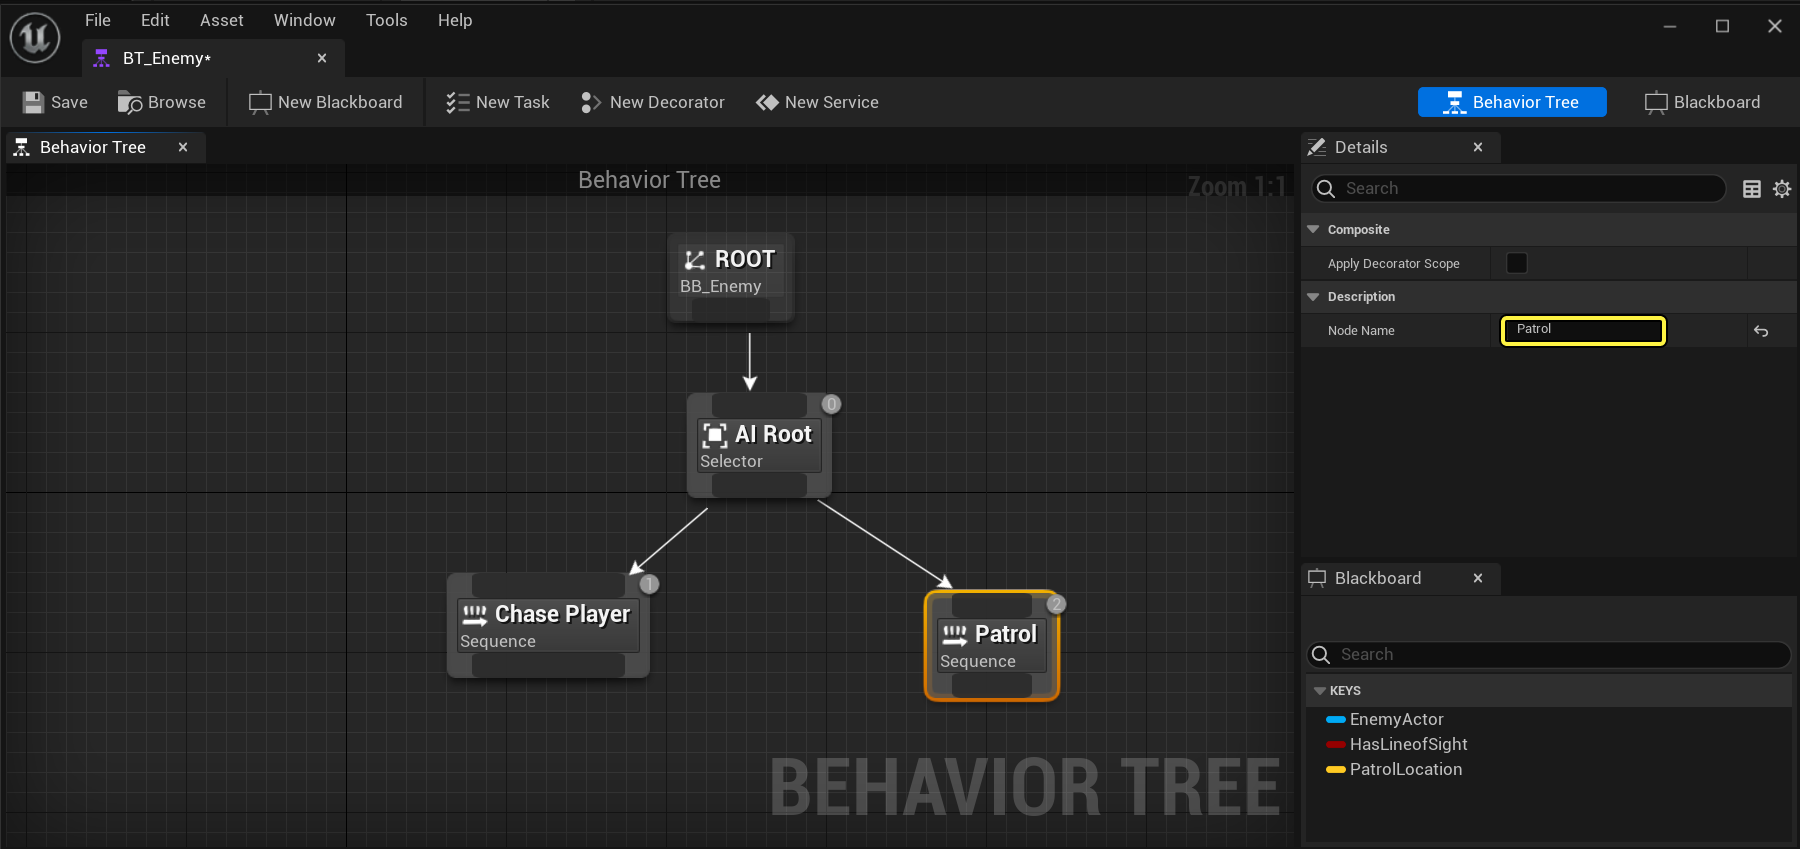 File Edit Asset Window Tools Help
BT_Enemy*
Save Browse New Blackboard New Task New Decorator New Service Behavior Tree Blackboard
Behavior Tree
Behavior Tree
Zoom 1:1
ROOT
BB_Enemy
0
AI Root
Selector
1
Chase Player
Sequence
2
Patrol
Sequence
BEHAVIOR TREE
Details
Search
Composite
Apply Decorator Scope
Description
Node Name Patrol
Blackboard
Search
KEYS
EnemyActor
HasLineofSight
PatrolLocation